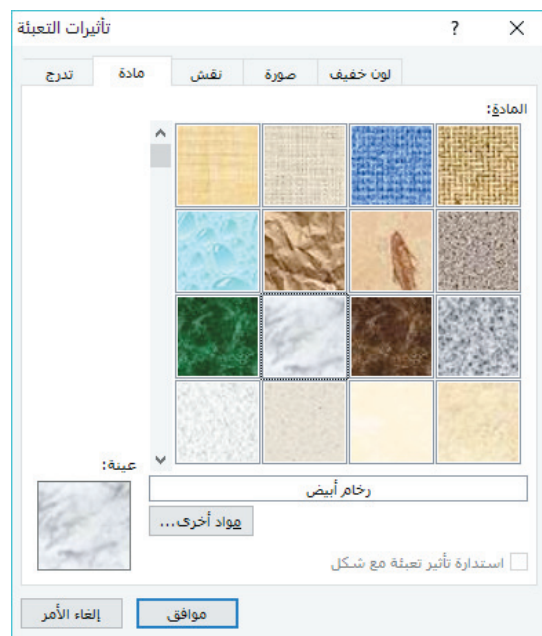 تأثيرات التعبئة
تدرج مادة نقش صورة لون خفيف
المادة:
عينة:
رخام أبيض
مواد أخرى...
استدارة تأثير تعبئة مع شكل
موافق إلغاء الأمر